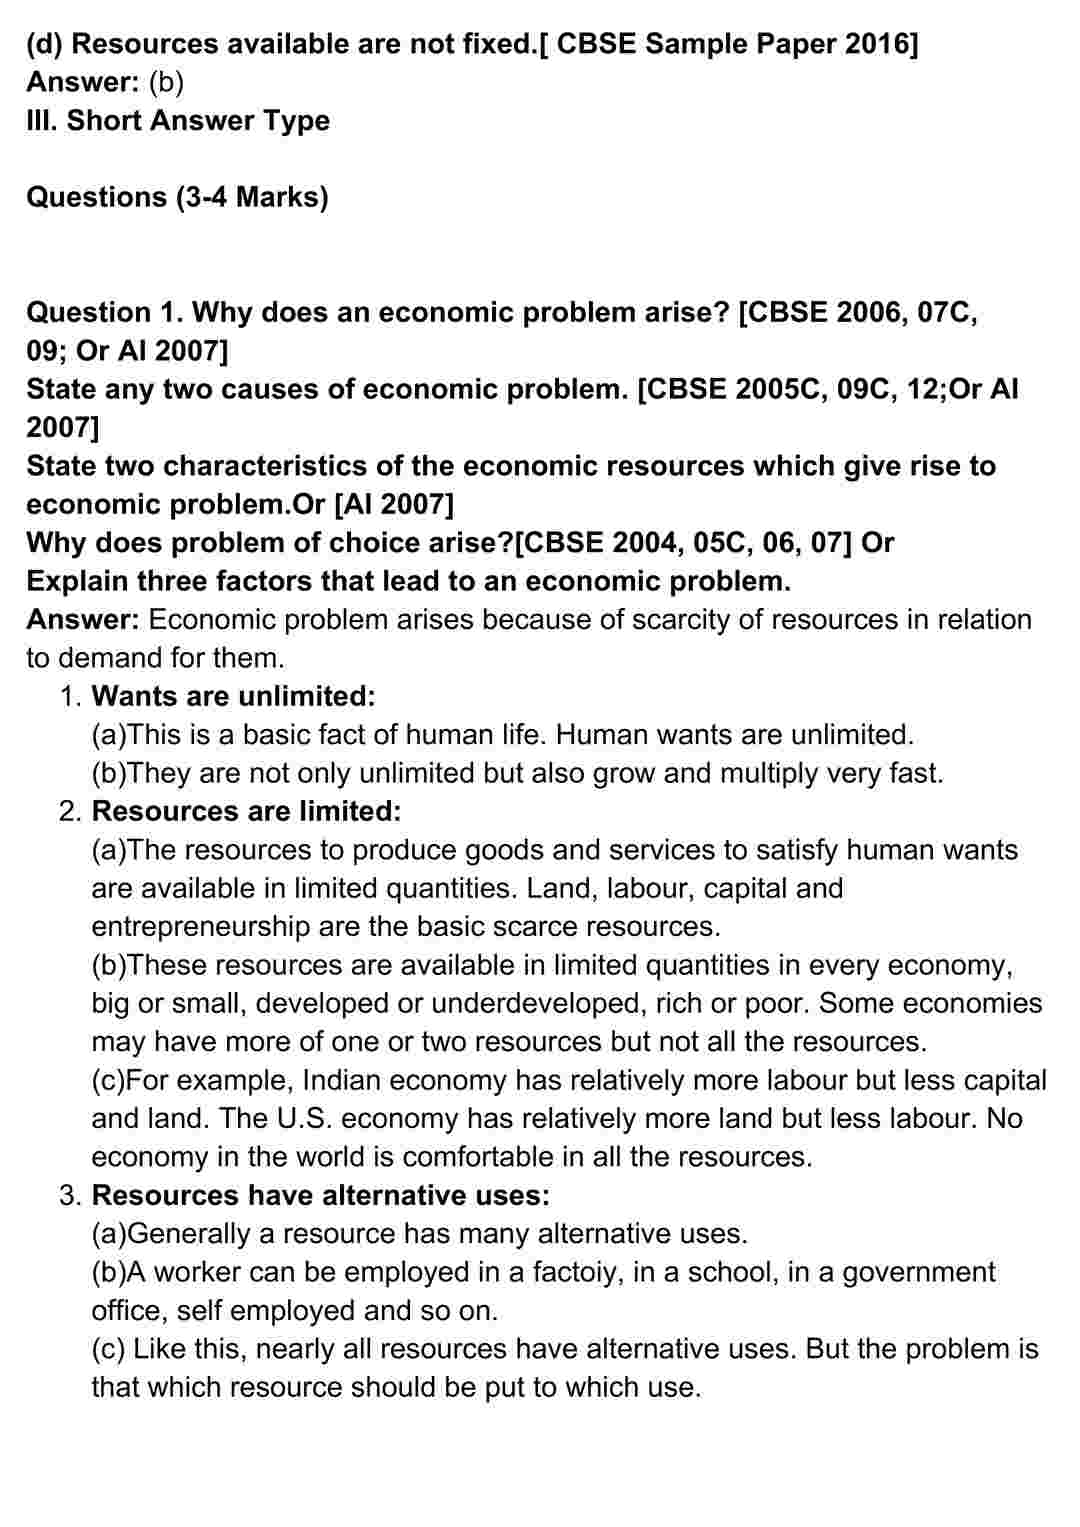 (d) Resources available are not fixed.[ CBSE Sample Paper 2016]
Answer: (b)
III. Short Answer Type
Questions (3-4 Marks)
Question 1. Why does an economic problem arise? [CBSE 2006, 07C,
09; Or AI 2007]
State any two causes of economic problem. [CBSE 2005C, 09C, 12;Or AI
2007]
State two characteristics of the economic resources which give rise to
economic problem.Or [AI 2007]
Why does problem of choice arise?[CBSE 2004, 05C, 06, 07] Or
Explain three factors that lead to an economic problem.
Answer: Economic problem arises because of scarcity of resources in relation
to demand for them.
1. Wants are unlimited:
(a)This is a basic fact of human life. Human wants are unlimited.
(b)They are not only unlimited but also grow and multiply very fast.
2. Resources are limited:
(a)The resources to produce goods and services to satisfy human wants
are available in limited quantities. Land, labour, capital and
entrepreneurship are the basic scarce resources.
(b)These resources are available in limited quantities in every economy,
big or small, developed or underdeveloped, rich or poor. Some economies
may have more of one or two resources but not all the resources.
(c)For example, Indian economy has relatively more labour but less capital
and land. The U.S. economy has relatively more land but less labour. No
economy in the world is comfortable in all the resources.
3. Resources have alternative uses:
(a)Generally a resource has many alternative uses.
(b)A worker can be employed in a factoiy, in a school, in a government
office, self employed and so on.
(c) Like this, nearly all resources have alternative uses. But the problem is
that which resource should be put to which use.